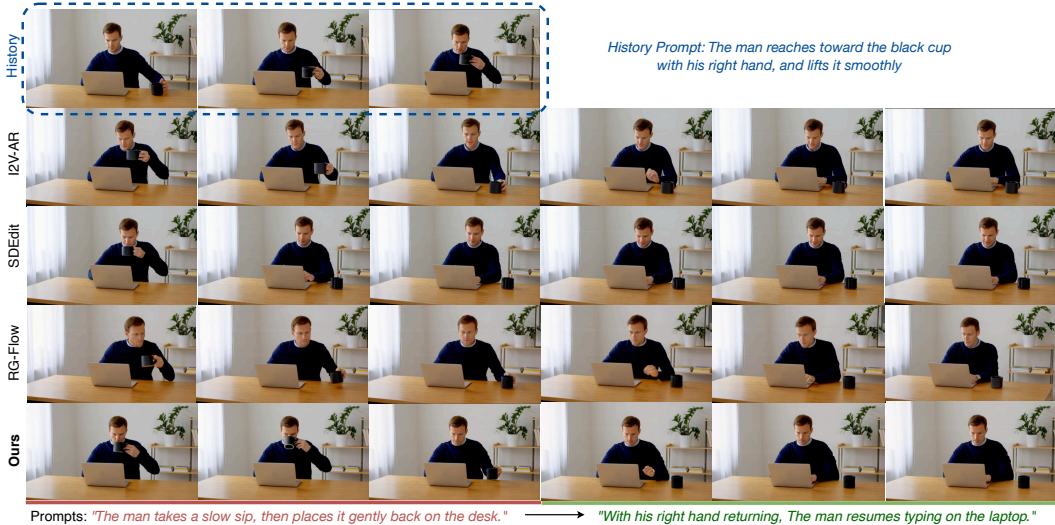 History
History Prompt: The man reaches toward the black cup
with his right hand, and lifts it smoothly
I2V-AR
SDEdit
RG-Flow
Ours
Prompts: "The man takes a slow sip, then places it gently back on the desk." "With his right hand returning, The man resumes typing on the laptop."